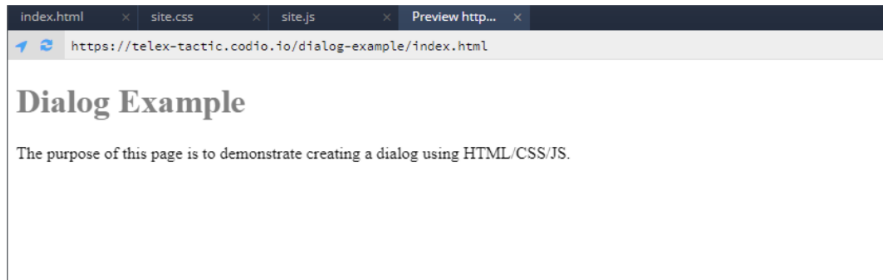 index.html × site.css × site.js × Preview http... ×
https://telex-tactic.codio.io/dialog-example/index.html
Dialog Example
The purpose of this page is to demonstrate creating a dialog using HTML/CSS/JS.